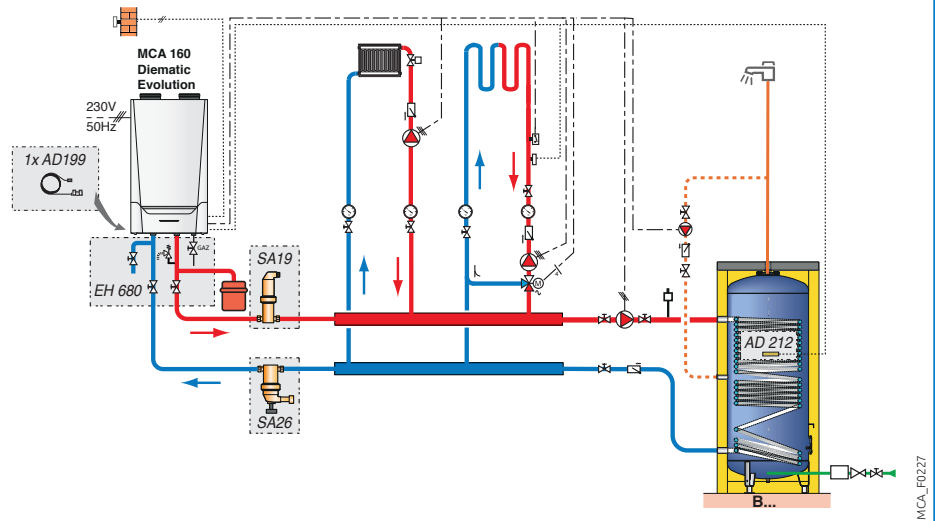 MCA 160
Diematic
Evolution
230V
50Hz
1x AD199
GAZ
EH 680
SA19
SA26
M
AD 212
B...
MCA_F0227